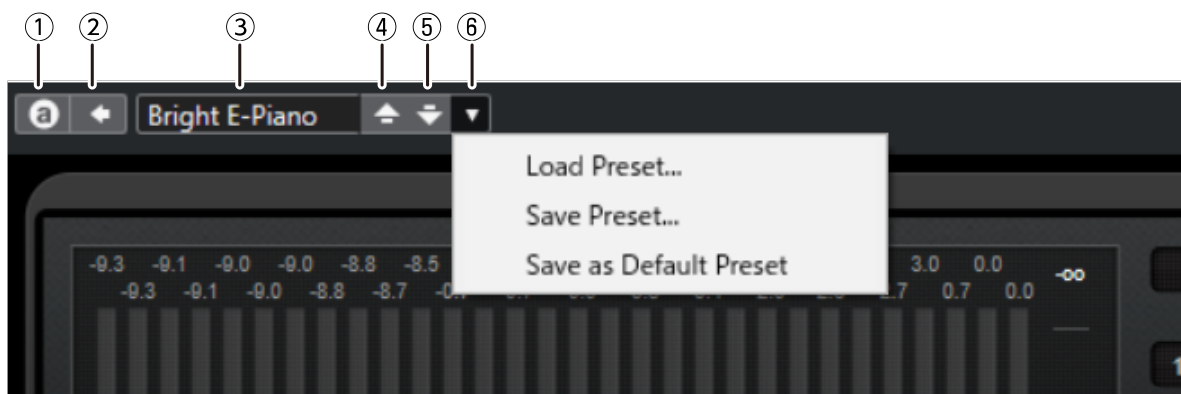 ① ② ③ ④ ⑤ ⑥
a Bright E-Piano
Load Preset...
Save Preset...
Save as Default Preset
-9.3 -9.1 -9.0 -9.0 -8.8 -8.5 3.0 0.0 -∞
-9.3 -9.1 -9.0 -8.8 -8.7 0.7 0.0